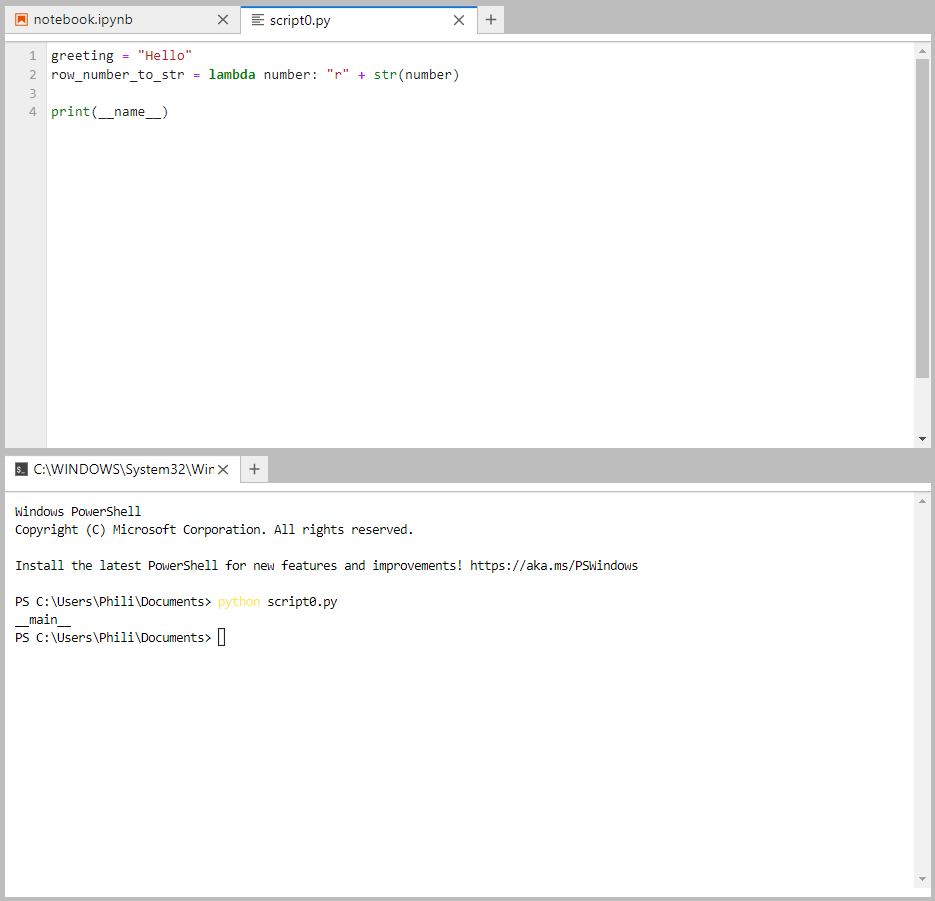 notebook.ipynb
script0.py
1 greeting = "Hello"
2 row_number_to_str = lambda number: "r" + str(number)
3
4 print(__name__)
C:\WINDOWS\System32\Wir
Windows PowerShell
Copyright (C) Microsoft Corporation. All rights reserved.
Install the latest PowerShell for new features and improvements! https://aka.ms/PSWindows
PS C:\Users\Phili\Documents> python script0.py
__main__
PS C:\Users\Phili\Documents>